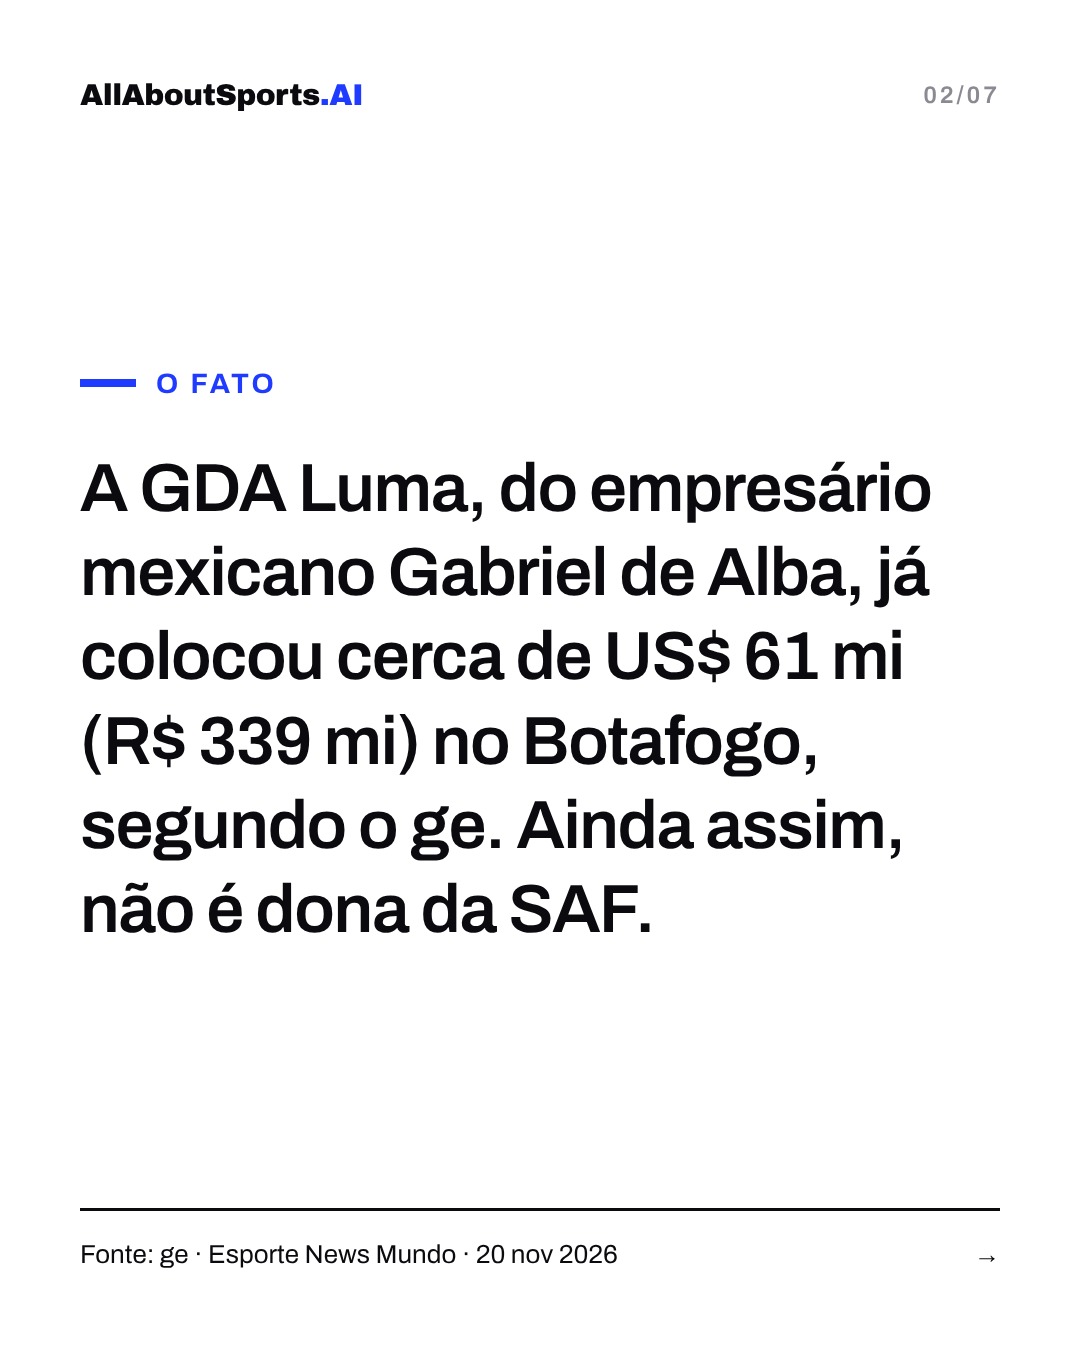 AllAboutSports.AI
02/07
O FATO
A GDA Luma, do empresário
mexicano Gabriel de Alba, já
colocou cerca de US$ 61 mi
(R$ 339 mi) no Botafogo,
segundo o ge. Ainda assim,
não é dona da SAF.
Fonte: ge · Esporte News Mundo · 20 nov 2026
→